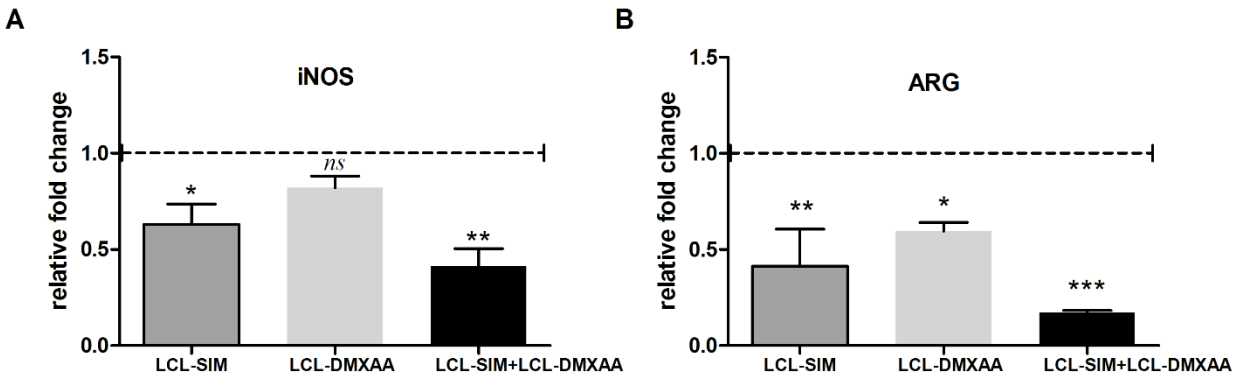 A
iNOS
relative fold change
1.5
1.0
0.5
0.0
*
ns
**
LCL-SIM
LCL-DMXAA
LCL-SIM+LCL-DMXAA
B
ARG
relative fold change
1.5
1.0
0.5
0.0
**
*
***
LCL-SIM
LCL-DMXAA
LCL-SIM+LCL-DMXAA